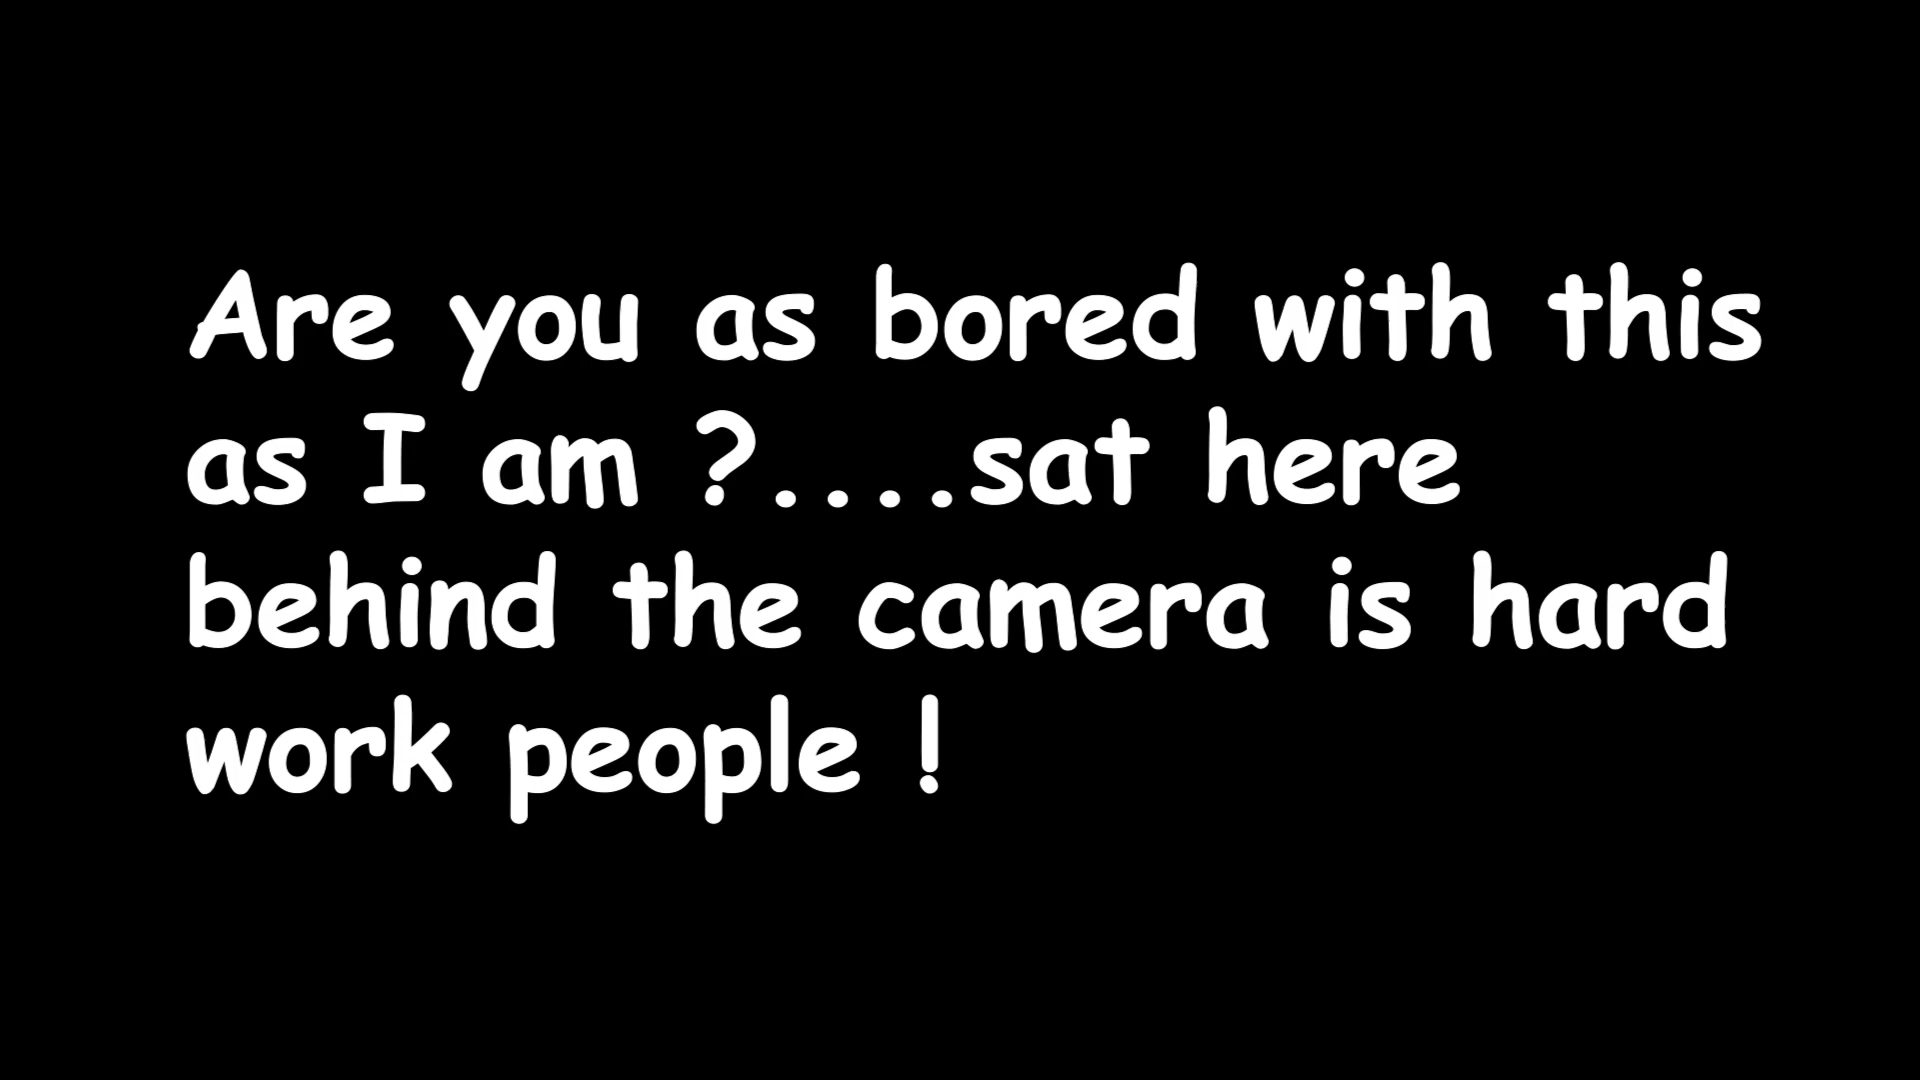 Are you as bored with this
as I am ?....sat here
behind the camera is hard
work people !